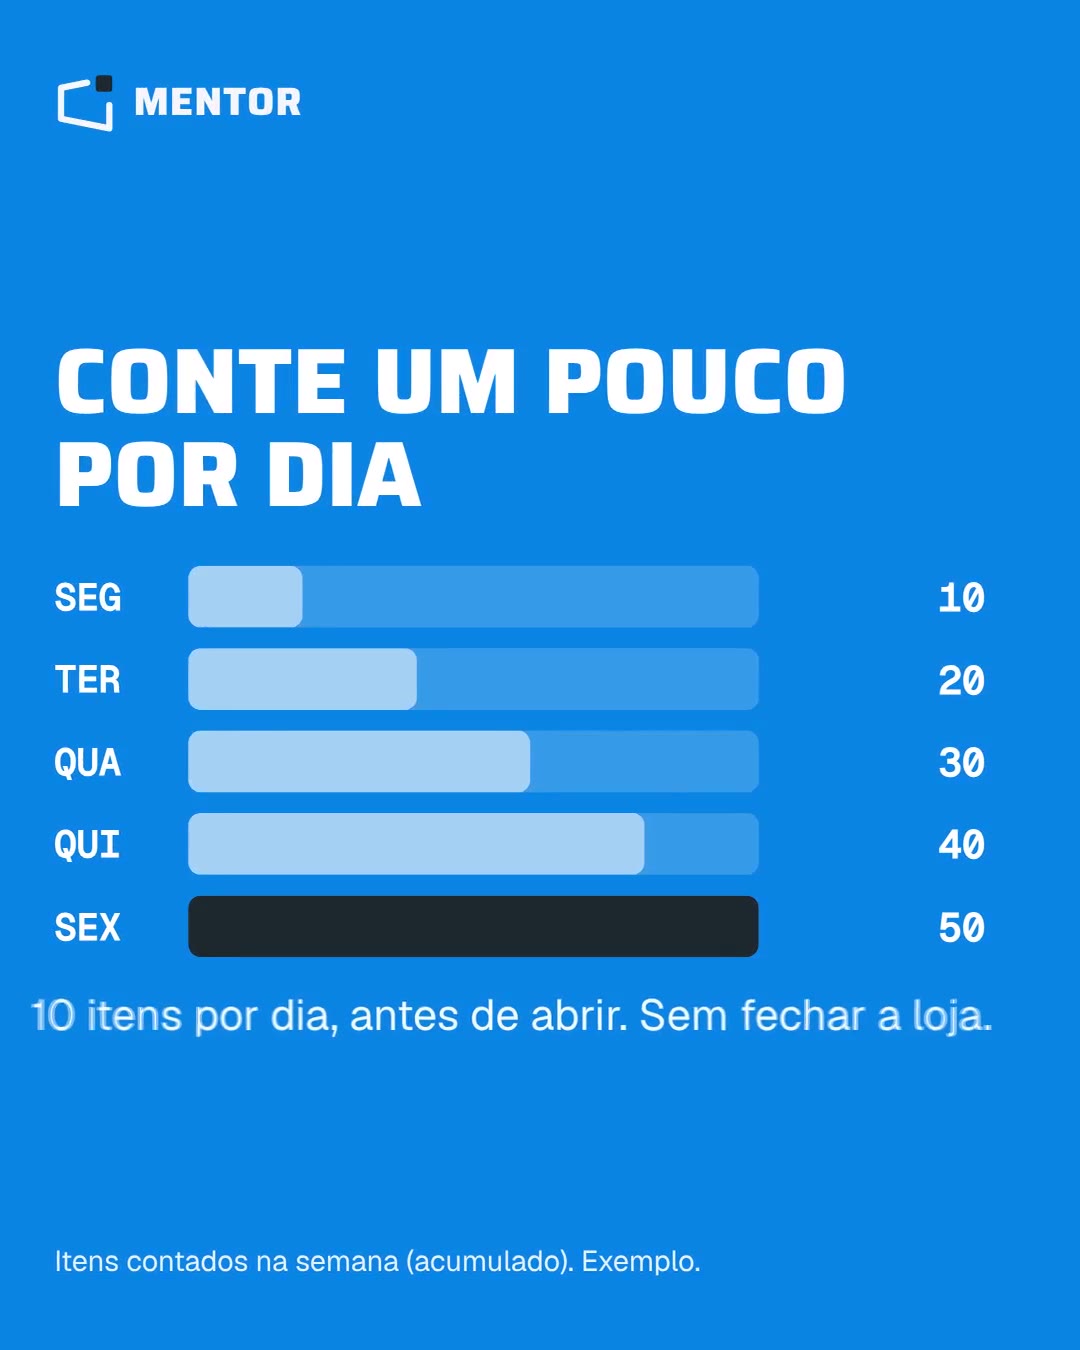 MENTOR
CONTE UM POUCO
POR DIA
SEG 10
TER 20
QUA 30
QUI 40
SEX 50
10 itens por dia, antes de abrir. Sem fechar a loja.
Itens contados na semana (acumulado). Exemplo.